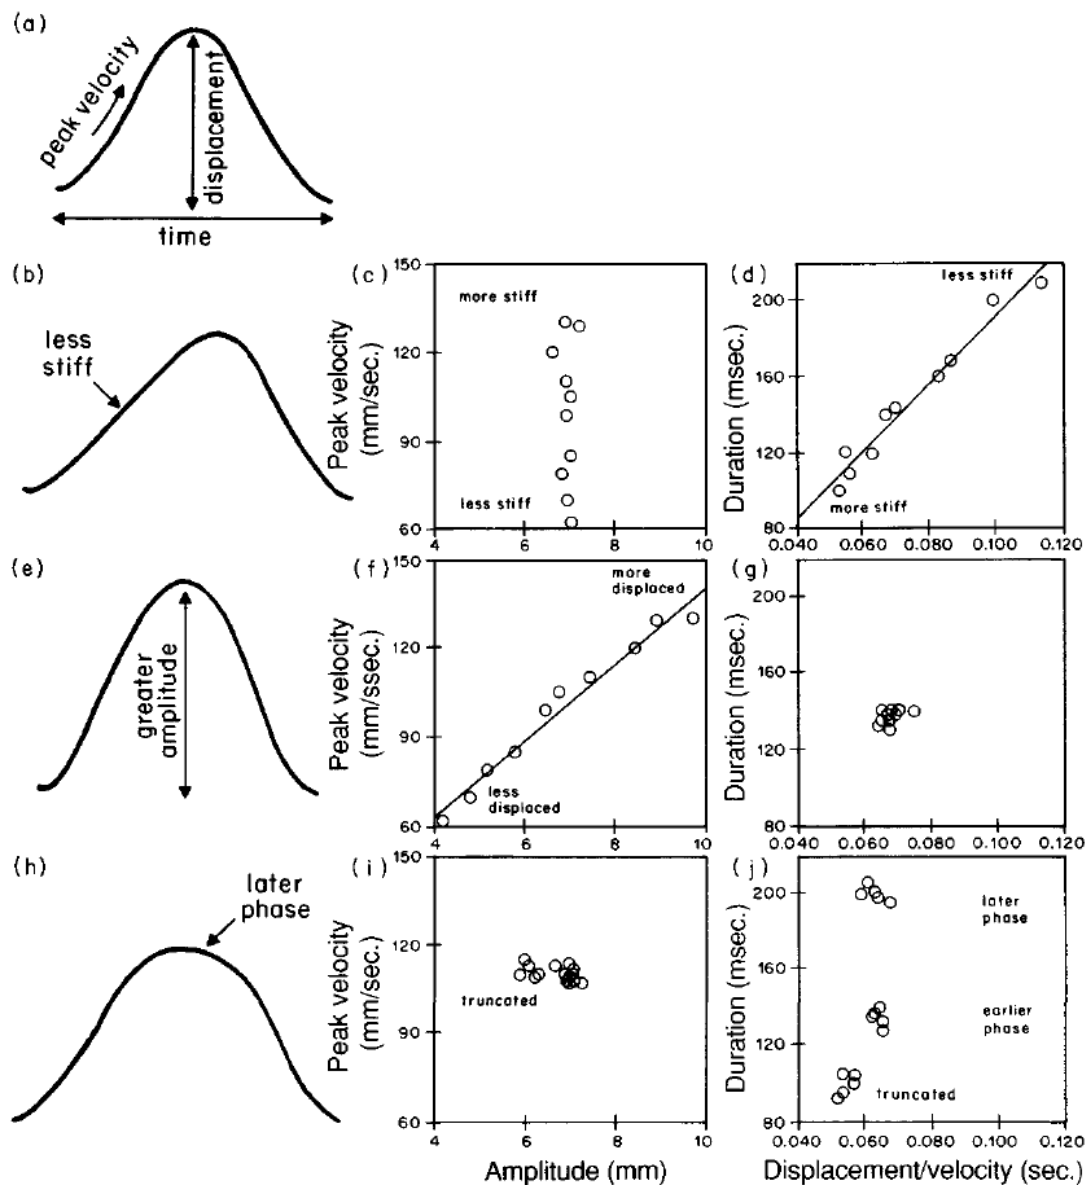 (a)
peak velocity
displacement
time
(b)
less
stiff
(c)
150
120
90
60
4
6
8
10
Peak velocity
(mm/sec.)
more stiff
less stiff
(d)
200
160
120
80
0.040
0.060
0.080
0.100
0.120
Duration (msec.)
less stiff
more stiff
(e)
greater
amplitude
(f)
150
120
90
60
4
6
8
10
Peak velocity
(mm/ssec.)
more
displaced
less
displaced
(g)
200
160
120
80
0.040
0.060
0.080
0.100
0.120
Duration (msec.)
(h)
later
phase
(i)
150
120
90
60
4
6
8
10
Peak velocity
(mm/sec.)
truncated
Amplitude (mm)
(j)
200
160
120
80
0.040
0.060
0.080
0.100
0.120
Duration (msec.)
later
phase
earlier
phase
truncated
Displacement/velocity (sec.)